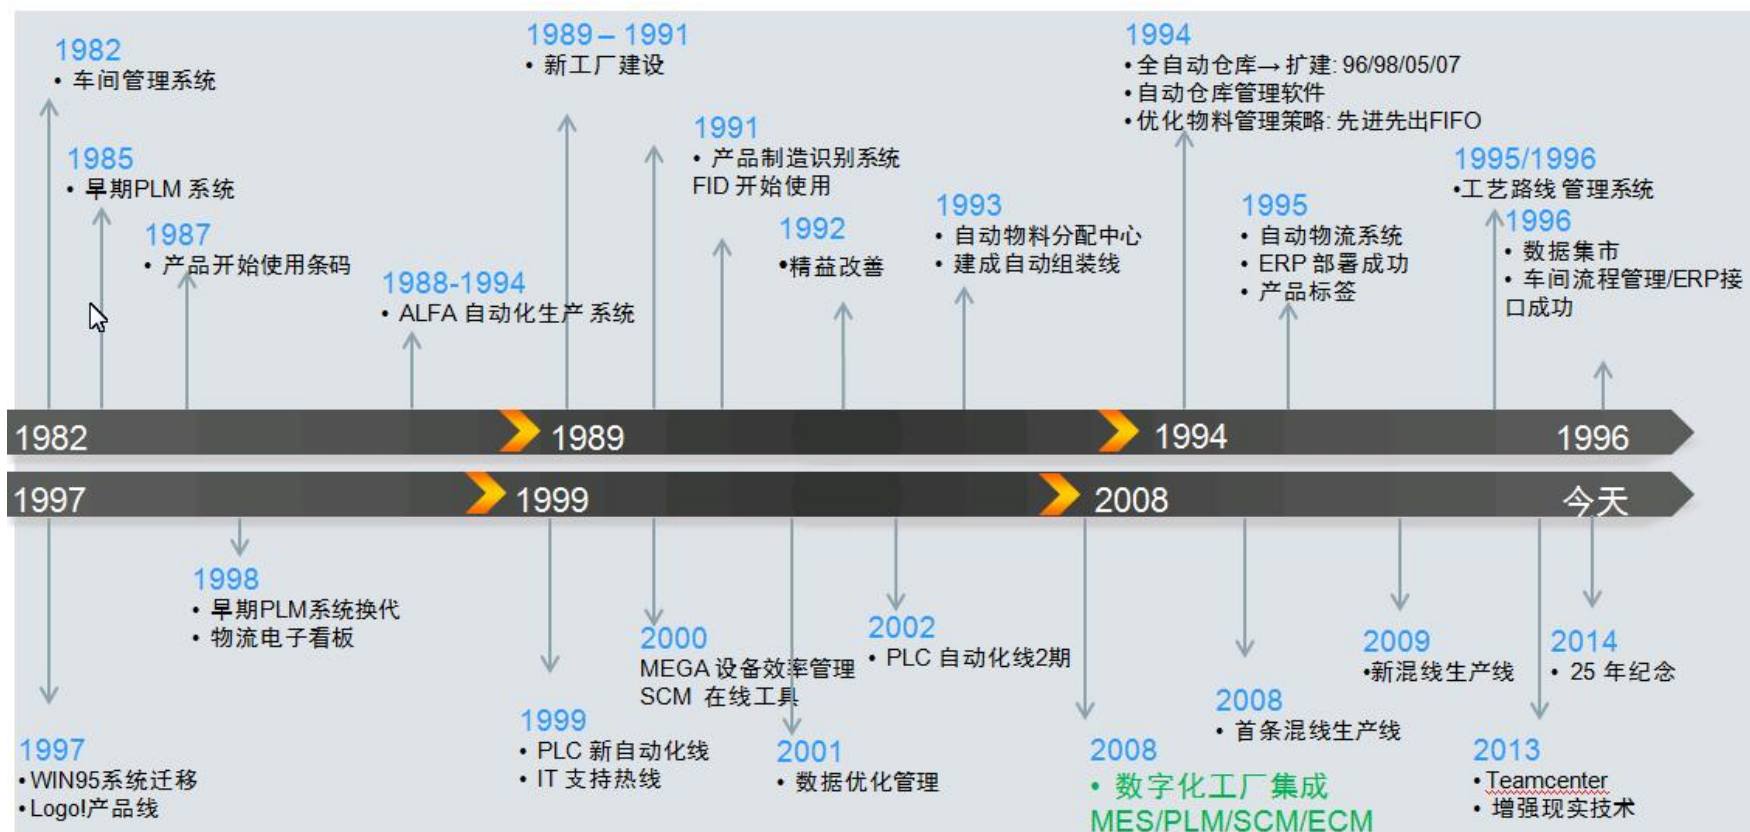 1982
• 车间管理系统
1985
• 早期PLM 系统
1987
• 产品开始使用条码
1988-1994
• ALFA 自动化生产 系统
1989 – 1991
• 新工厂建设
1991
• 产品制造识别系统
FID 开始使用
1992
•精益改善
1993
• 自动物料分配中心
• 建成自动组装线
1994
•全自动仓库→ 扩建: 96/98/05/07
•自动仓库管理软件
•优化物料管理策略: 先进先出FIFO
1995
• 自动物流系统
• ERP 部署成功
• 产品标签
1995/1996
•工艺路线 管理系统
1996
• 数据集市
• 车间流程管理/ERP接
口成功
1982
1989
1994
1996
1997
1999
2008
今天
1997
•WIN95系统迁移
•Logo!产品线
1998
• 早期PLM系统换代
• 物流电子看板
1999
• PLC 新自动化线
• IT 支持热线
2000
MEGA 设备效率管理
SCM 在线工具
2001
• 数据优化管理
2002
• PLC 自动化线2期
2008
• 数字化工厂集成
MES/PLM/SCM/ECM
2008
• 首条混线生产线
2009
•新混线生产线
2013
• Teamcenter
• 增强现实技术
2014
• 25 年纪念